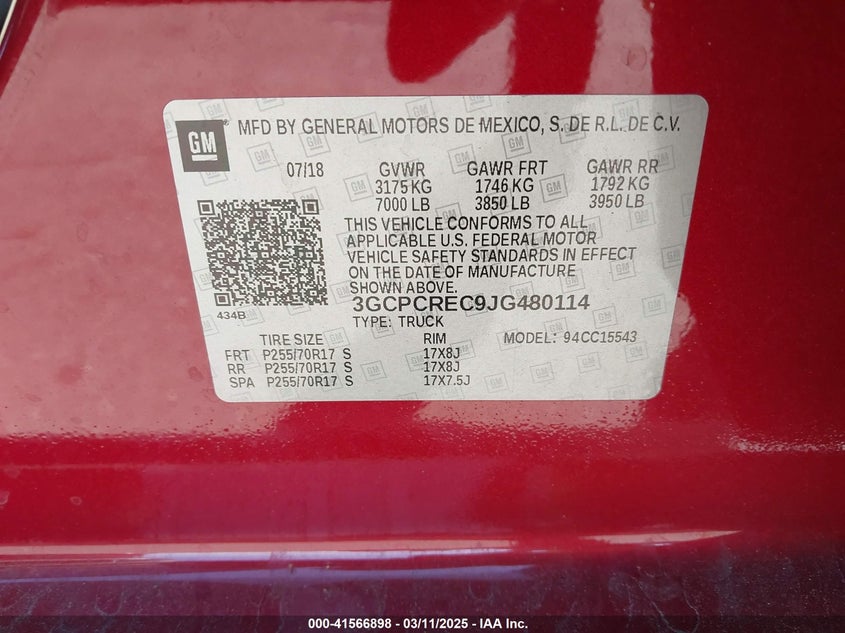 GM
MFD BY GENERAL MOTORS DE MEXICO, S. DE R.L. DE C.V.
07/18 GVWR GAWR FRT GAWR RR
3175 KG 1746 KG 1792 KG
7000 LB 3850 LB 3950 LB
THIS VEHICLE CONFORMS TO ALL
APPLICABLE U.S. FEDERAL MOTOR
VEHICLE SAFETY STANDARDS IN EFFECT
ON THE DATE OF MANUFACTURE
SHOWN ABOVE.
434B
3GCPCREC9JG480114
TYPE: TRUCK
TIRE SIZE RIM MODEL: 94CC15543
FRT P255/70R17 S 17X8J
RR P255/70R17 S 17X8J
SPA P255/70R17 S 17X7.5J
000-41566898 - 03/11/2025 - IAA Inc.